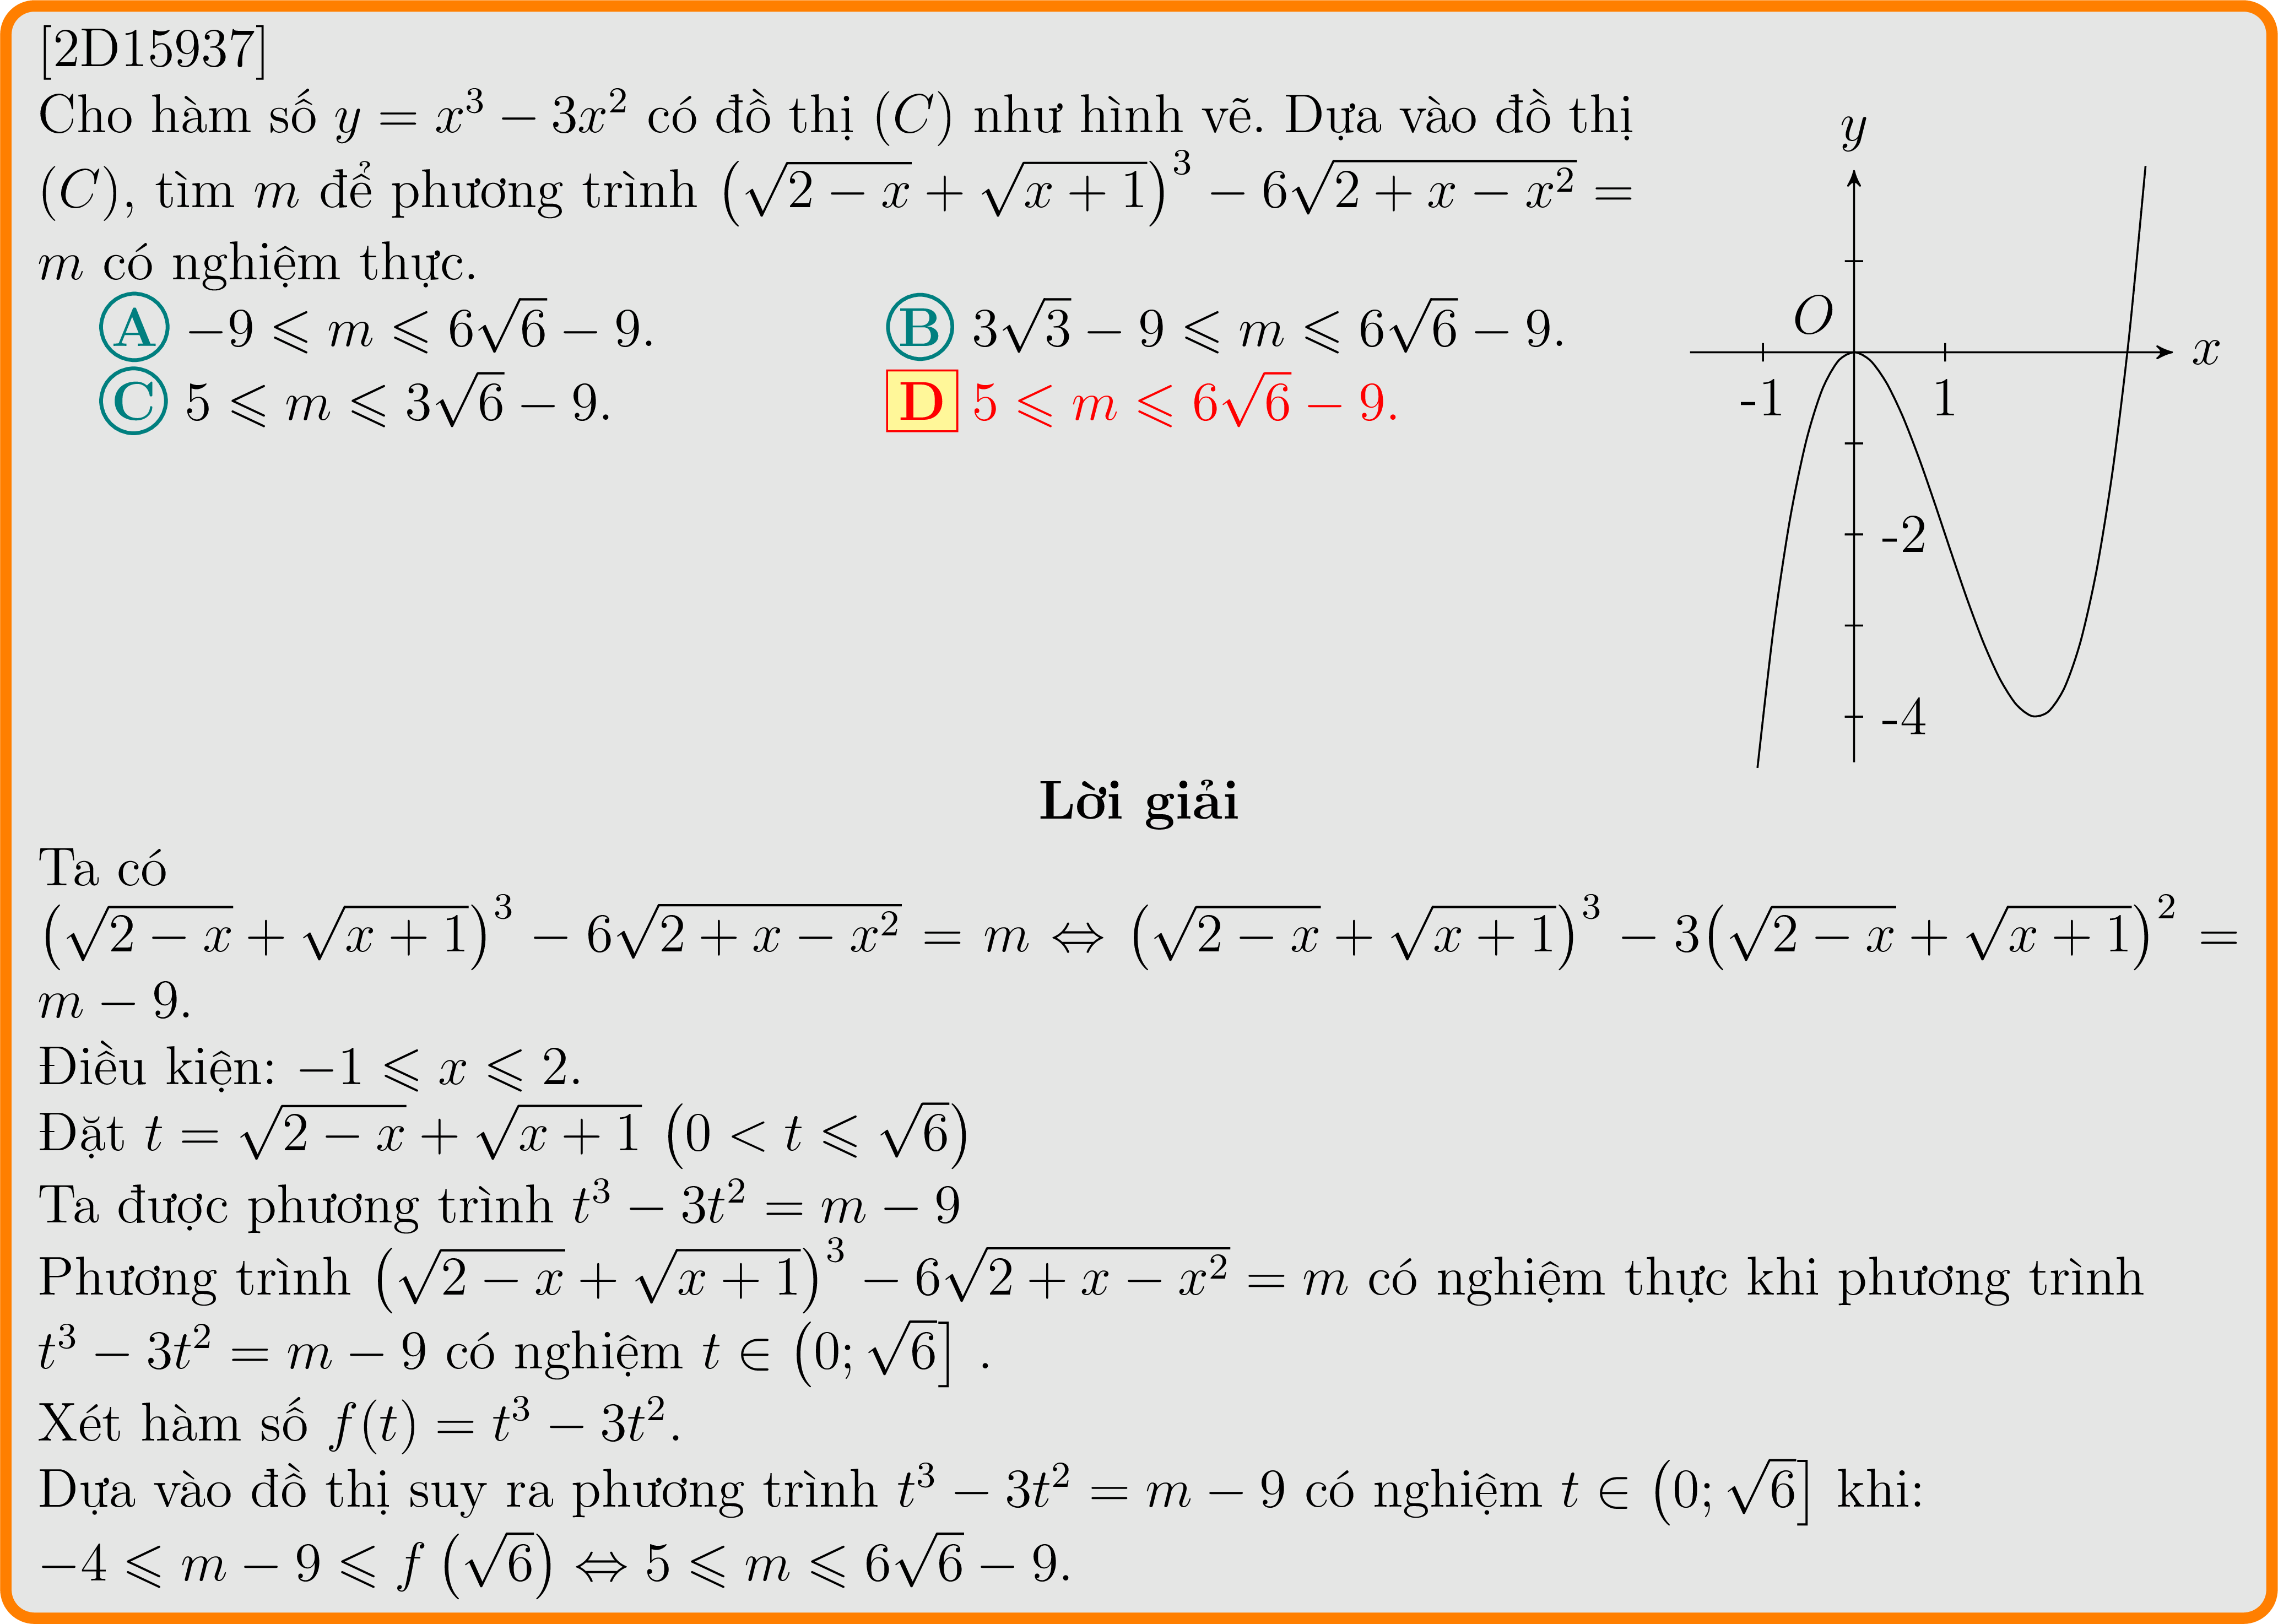 [2D15937]
Cho hàm số $y = x^3 - 3x^2$ có đồ thị $(C)$ như hình vẽ. Dựa vào đồ thị
$(C)$, tìm $m$ để phương trình $\left(\sqrt{2-x}+\sqrt{x+1}\right)^3 - 6\sqrt{2+x-x^2} =$
$m$ có nghiệm thực.
A $-9 \leqslant m \leqslant 6\sqrt{6} - 9.$
B $3\sqrt{3} - 9 \leqslant m \leqslant 6\sqrt{6} - 9.$
C $5 \leqslant m \leqslant 3\sqrt{6} - 9.$
D $5 \leqslant m \leqslant 6\sqrt{6} - 9.$
y
O
x
-1
1
-2
-4
Lời giải
Ta có
$\left(\sqrt{2-x}+\sqrt{x+1}\right)^3 - 6\sqrt{2+x-x^2} = m \Leftrightarrow \left(\sqrt{2-x}+\sqrt{x+1}\right)^3 - 3\left(\sqrt{2-x}+\sqrt{x+1}\right)^2 =$
$m - 9.$
Điều kiện: $-1 \leqslant x \leqslant 2.$
Đặt $t = \sqrt{2-x}+\sqrt{x+1}$ $\left(0 < t \leqslant \sqrt{6}\right)$
Ta được phương trình $t^3 - 3t^2 = m - 9$
Phương trình $\left(\sqrt{2-x}+\sqrt{x+1}\right)^3 - 6\sqrt{2+x-x^2} = m$ có nghiệm thực khi phương trình
$t^3 - 3t^2 = m - 9$ có nghiệm $t \in \left(0; \sqrt{6}\right]$ .
Xét hàm số $f(t) = t^3 - 3t^2.$
Dựa vào đồ thị suy ra phương trình $t^3 - 3t^2 = m - 9$ có nghiệm $t \in \left(0; \sqrt{6}\right]$ khi:
$-4 \leqslant m - 9 \leqslant f\left(\sqrt{6}\right) \Leftrightarrow 5 \leqslant m \leqslant 6\sqrt{6} - 9.$